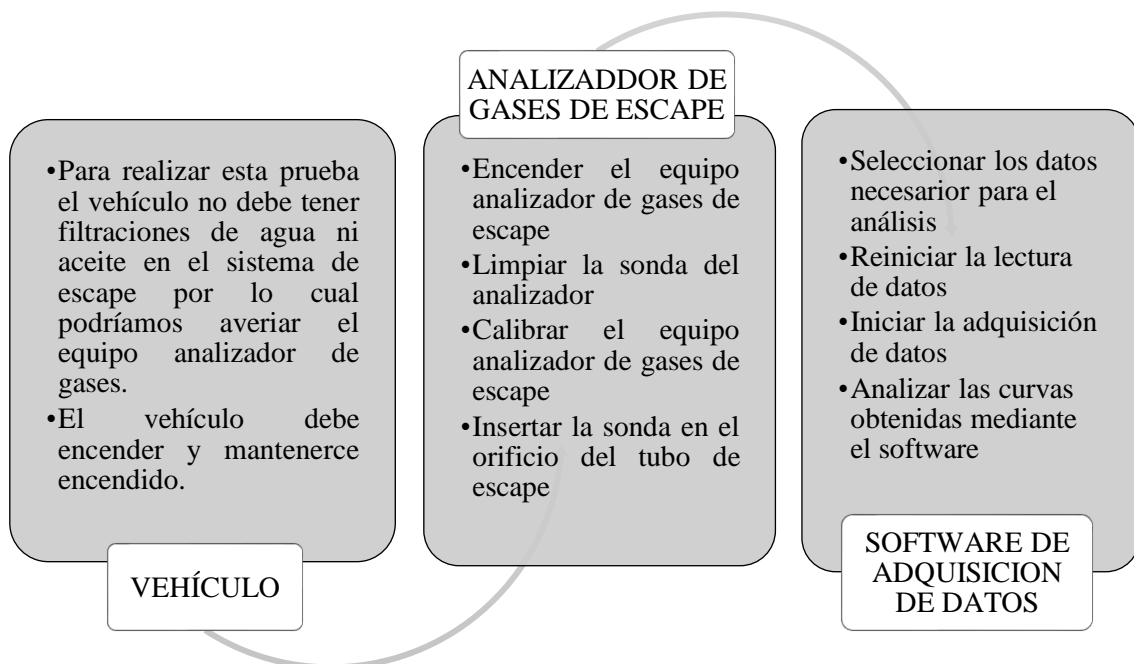 •Para realizar esta prueba
el vehículo no debe tener
filtraciones de agua ni
aceite en el sistema de
escape por lo cual
podríamos averiar el
equipo analizador de
gases.
•El vehículo debe
encender y mantenerce
encendido.
VEHÍCULO
ANALIZADDOR DE
GASES DE ESCAPE
•Encender el equipo
analizador de gases de
escape
•Limpiar la sonda del
analizador
•Calibrar el equipo
analizador de gases de
escape
•Insertar la sonda en el
orificio del tubo de
escape
•Seleccionar los datos
necesarior para el
análisis
•Reiniciar la lectura
de datos
•Iniciar la adquisición
de datos
•Analizar las curvas
obtenidas mediante
el software
SOFTWARE DE
ADQUISICION
DE DATOS